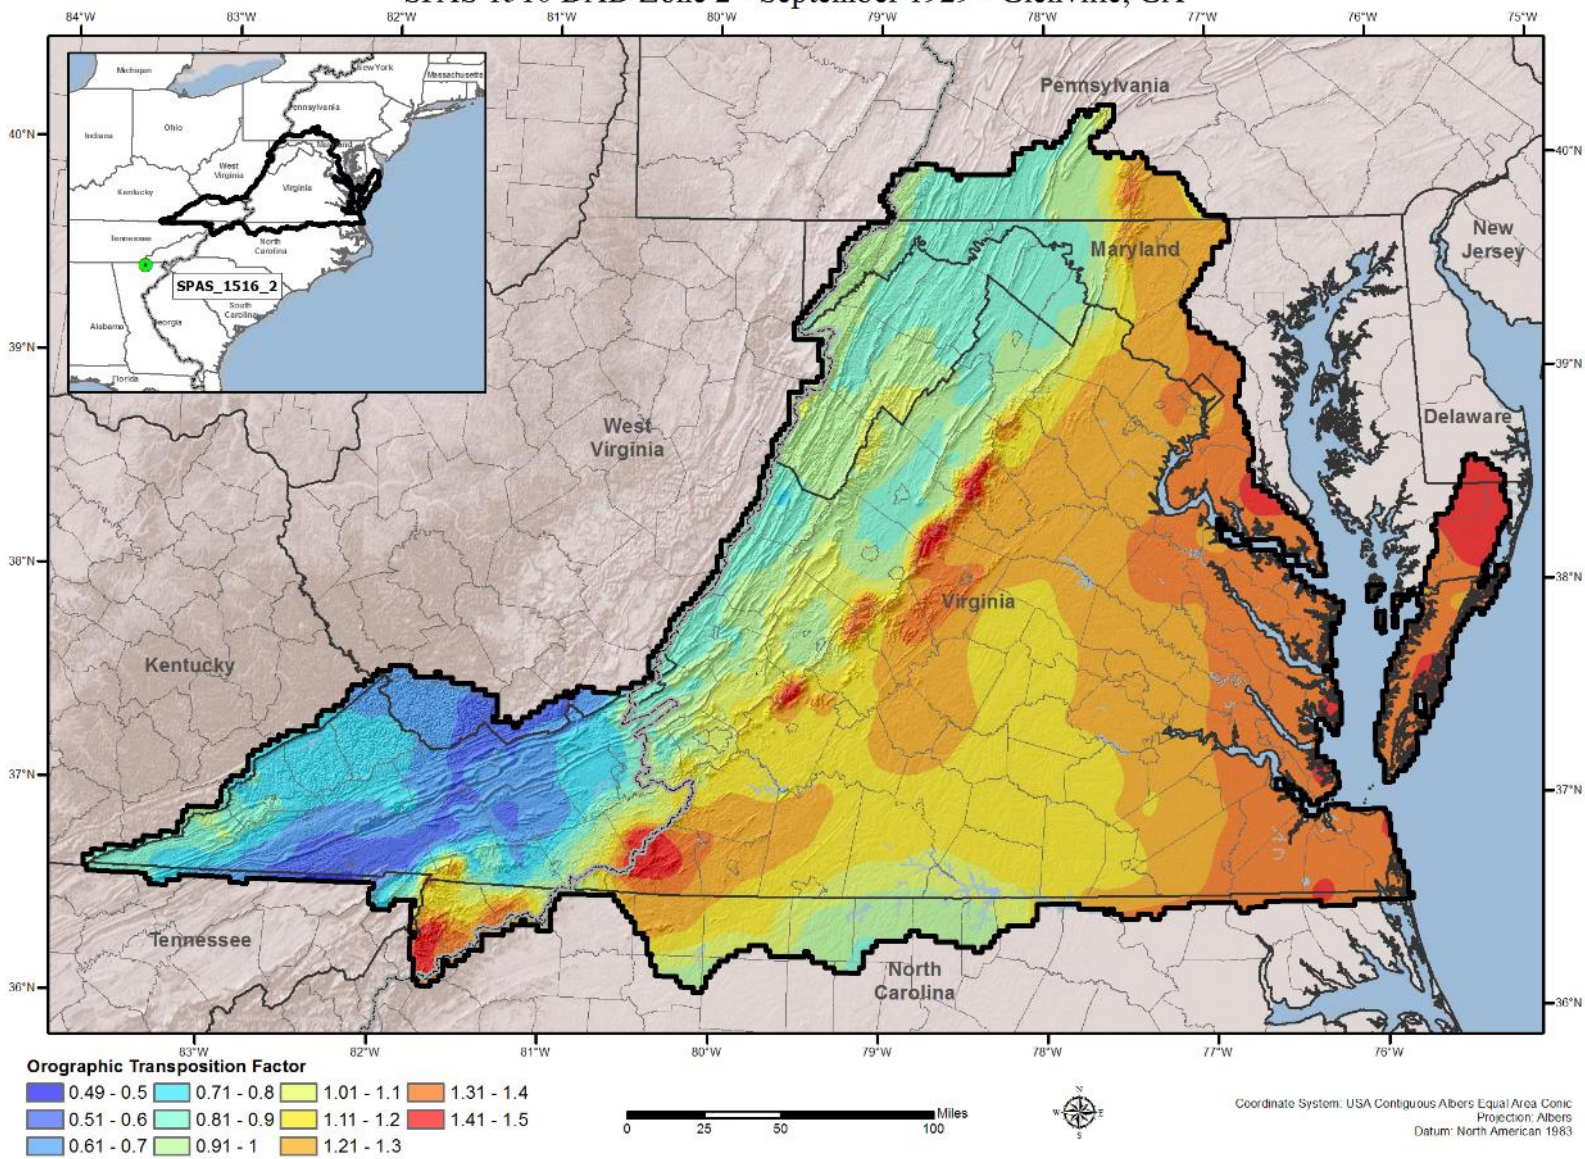 84°W 83°W 82°W 81°W 80°W 79°W 78°W 77°W 76°W 75°W
Michigan
New York
Massachusetts
Pennsylvania
Indiana
Ohio
Maryland
West
Virginia
Virginia
Kentucky
Tennessee
North
Carolina
SPAS_1516_2
South
Carolina
Alabama
Georgia
Florida
Pennsylvania
40°N
40°N
New
Jersey
Maryland
39°N
39°N
Delaware
West
Virginia
38°N
38°N
Virginia
Kentucky
37°N
37°N
Tennessee
North
Carolina
36°N
36°N
83°W 82°W 81°W 80°W 79°W 78°W 77°W 76°W
Orographic Transposition Factor
0.49 - 0.5 0.71 - 0.8 1.01 - 1.1 1.31 - 1.4
0.51 - 0.6 0.81 - 0.9 1.11 - 1.2 1.41 - 1.5
0.61 - 0.7 0.91 - 1 1.21 - 1.3
Miles
0 25 50 100
N
W E
S
Coordinate System: USA Contiguous Albers Equal Area Conic
Projection: Albers
Datum: North American 1983